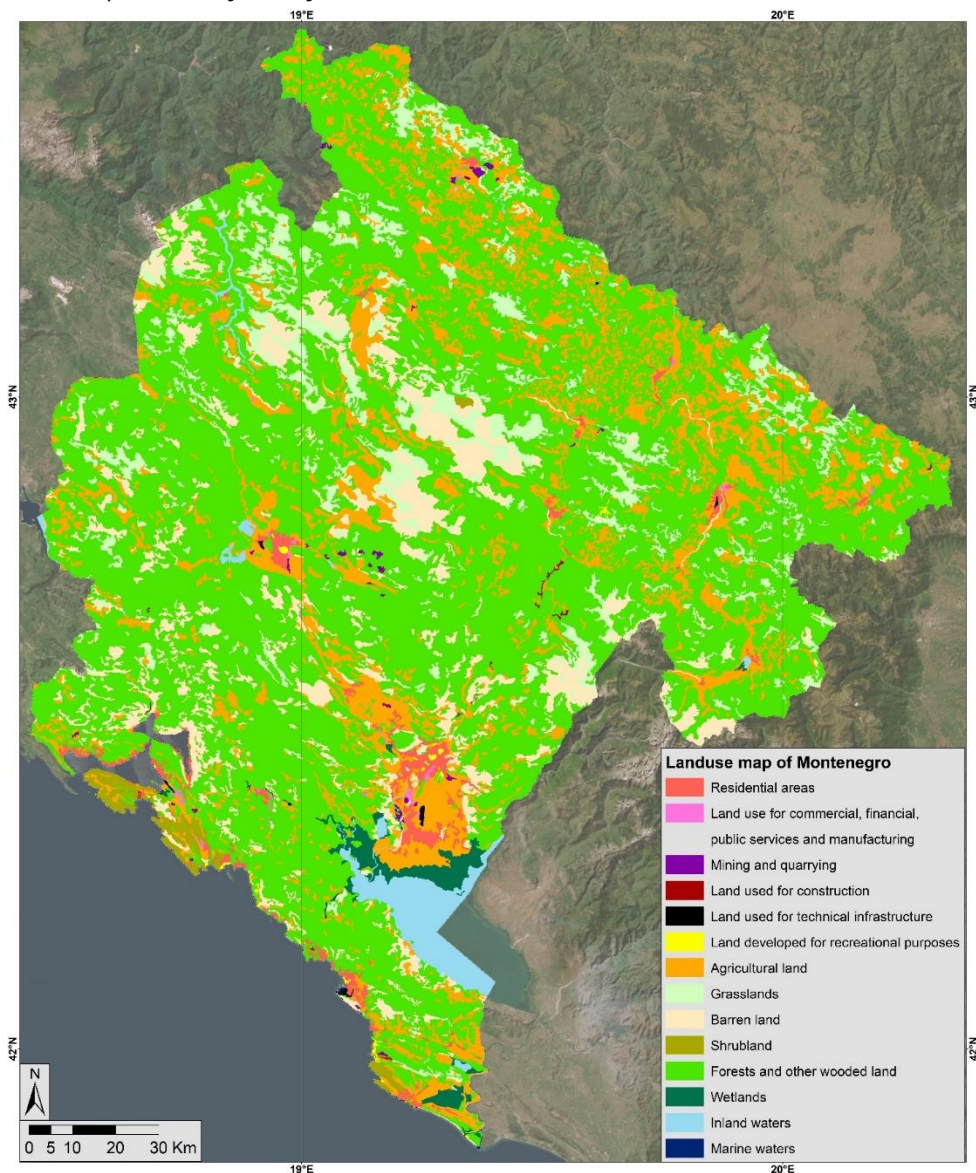 19°E
20°E
43°N
43°N
Landuse map of Montenegro
Residential areas
Land use for commercial, financial,
public services and manufacturing
Mining and quarrying
Land used for construction
Land used for technical infrastructure
Land developed for recreational purposes
Agricultural land
Grasslands
Barren land
Shrubland
Forests and other wooded land
Wetlands
Inland waters
Marine waters
42°N
42°N
N
0 5 10 20 30 Km
19°E
20°E